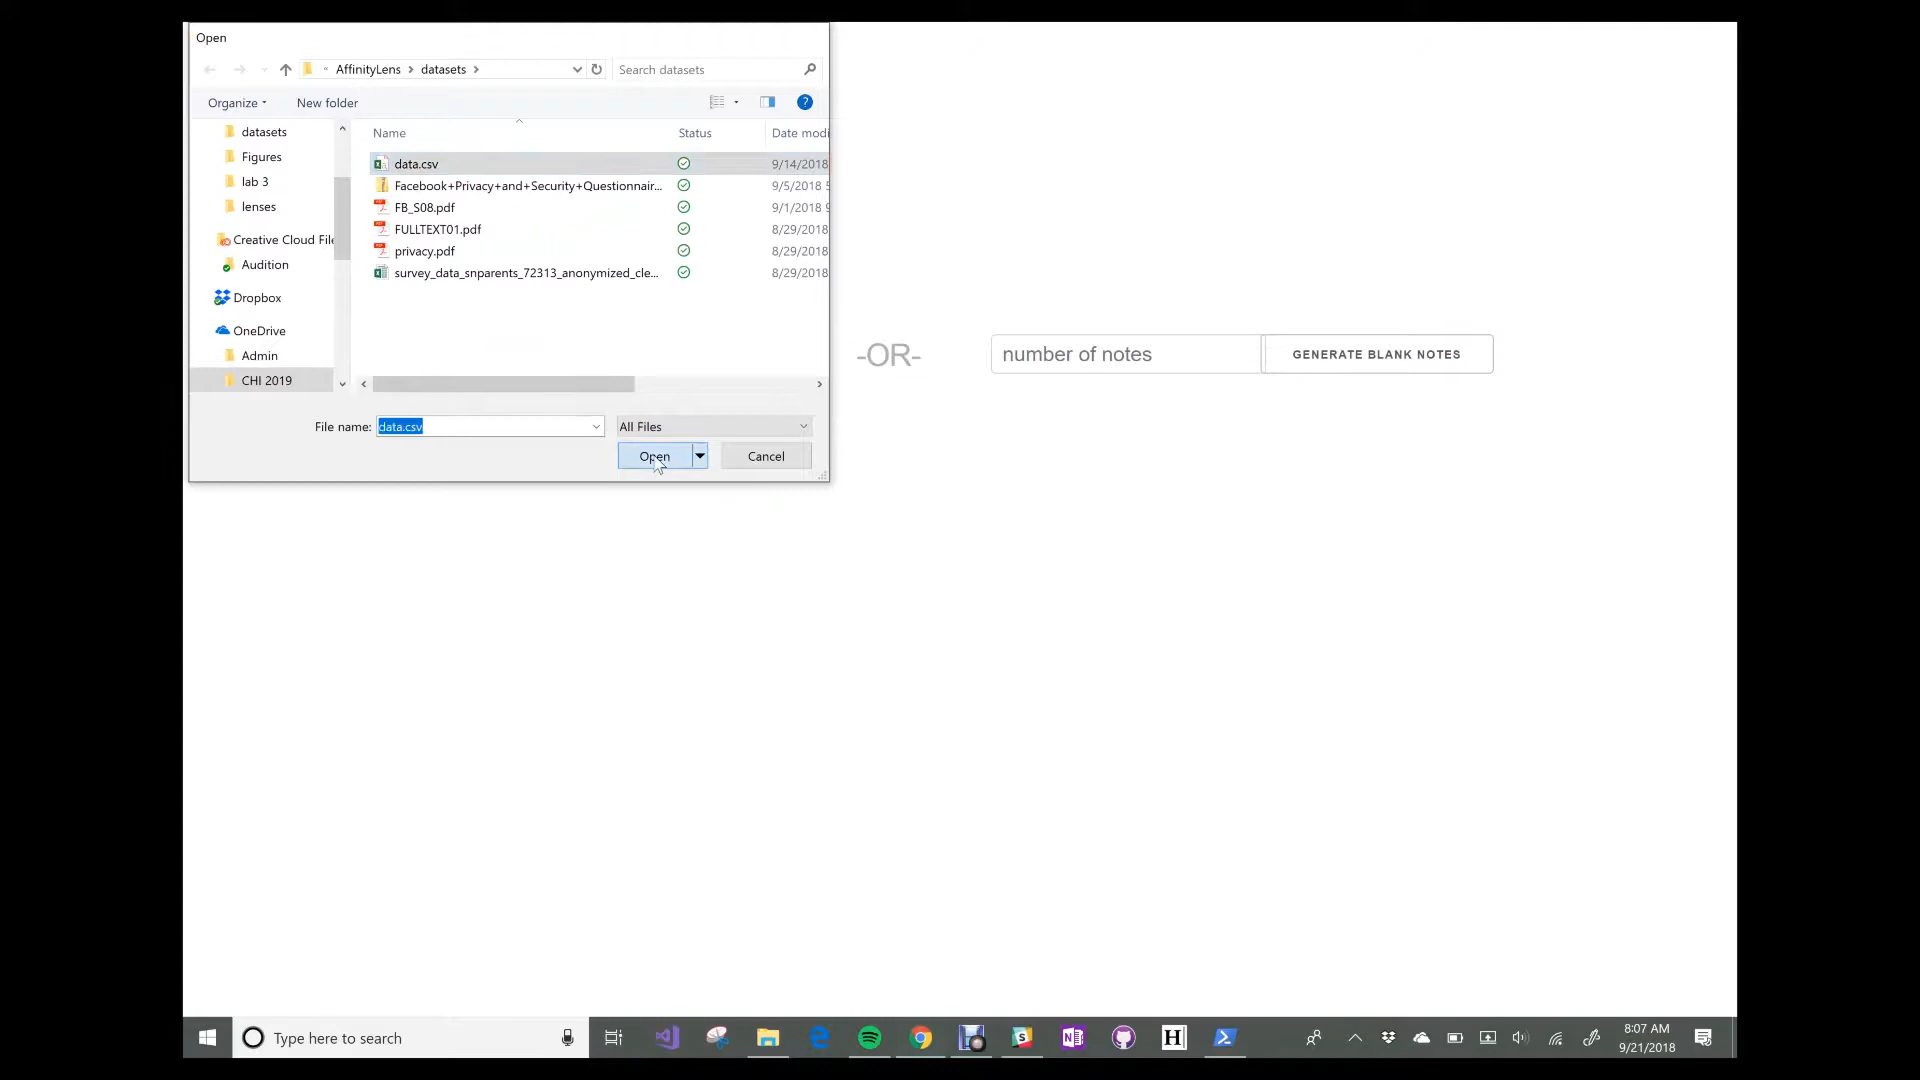 Open
« AffinityLens > datasets >
Search datasets
Organize
New folder
datasets
Figures
lab 3
lenses
Creative Cloud File
Audition
Dropbox
OneDrive
Admin
CHI 2019
Name Status Date modi
data.csv 9/14/2018
Facebook+Privacy+and+Security+Questionnair... 9/5/2018 5
FB_S08.pdf 9/1/2018 9
FULLTEXT01.pdf 8/29/2018
privacy.pdf 8/29/2018
survey_data_snparents_72313_anonymized_cle... 8/29/2018
File name: data.csv
All Files
Open
Cancel
-OR-
number of notes
GENERATE BLANK NOTES
Type here to search
8:07 AM
9/21/2018